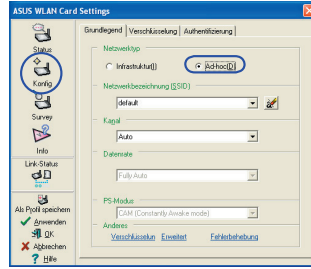 ASUS WLAN Card Settings
Status
Konfig
Survey
Info
Link-Status
Als Profil speichern
Anwenden
OK
Abbrechen
Hilfe
Grundlegend Verschlüsselung Authentifizierung
Netzwerktyp
Infrastruktur(I) Ad-hoc(D)
Netzwerkbezeichnung (SSID)
default
Kanal
Auto
Datenrate
Fully Auto
PS-Modus
CAM (Constantly Awake mode)
Anderes
Verschlüsselun Erweitert Fehlerbehebung